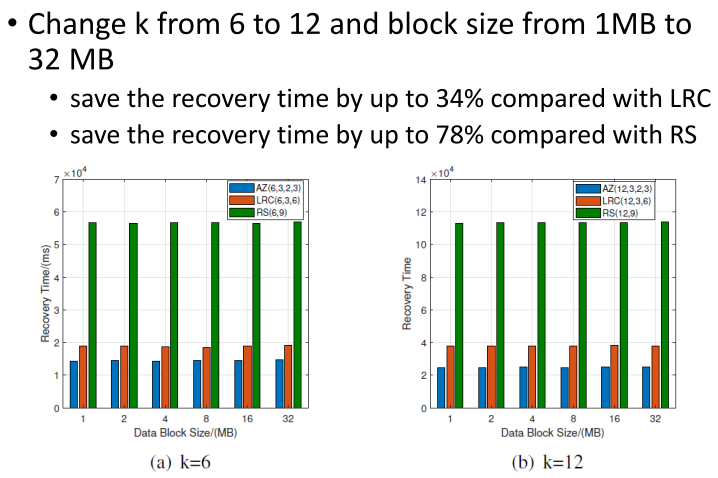 • Change k from 6 to 12 and block size from 1MB to
32 MB
• save the recovery time by up to 34% compared with LRC
• save the recovery time by up to 78% compared with RS
×10⁴
7
6
5
4
3
2
1
0
Recovery Time/(ms)
AZ(6,3,2,3)
LRC(6,3,6)
RS(6,9)
1 2 4 8 16 32
Data Block Size/(MB)
(a) k=6
×10⁴
14
12
10
8
6
4
2
0
Recovery Time
AZ(12,3,2,3)
LRC(12,3,6)
RS(12,9)
1 2 4 8 16 32
Data Block Size/(MB)
(b) k=12